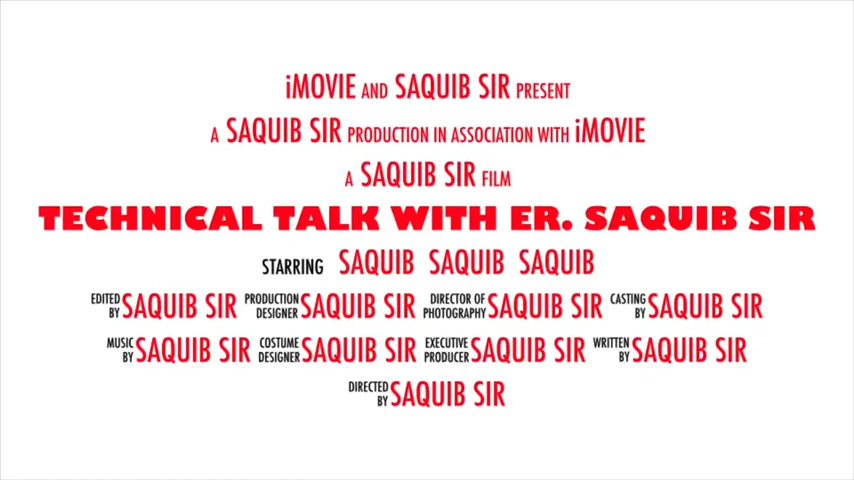 iMOVIE AND SAQUIB SIR PRESENT
A SAQUIB SIR PRODUCTION IN ASSOCIATION WITH iMOVIE
A SAQUIB SIR FILM
TECHNICAL TALK WITH ER. SAQUIB SIR
STARRING SAQUIB SAQUIB SAQUIB
EDITED BY SAQUIB SIR PRODUCTION DESIGNER SAQUIB SIR DIRECTOR OF PHOTOGRAPHY SAQUIB SIR CASTING BY SAQUIB SIR
MUSIC BY SAQUIB SIR COSTUME DESIGNER SAQUIB SIR EXECUTIVE PRODUCER SAQUIB SIR WRITTEN BY SAQUIB SIR
DIRECTED BY SAQUIB SIR